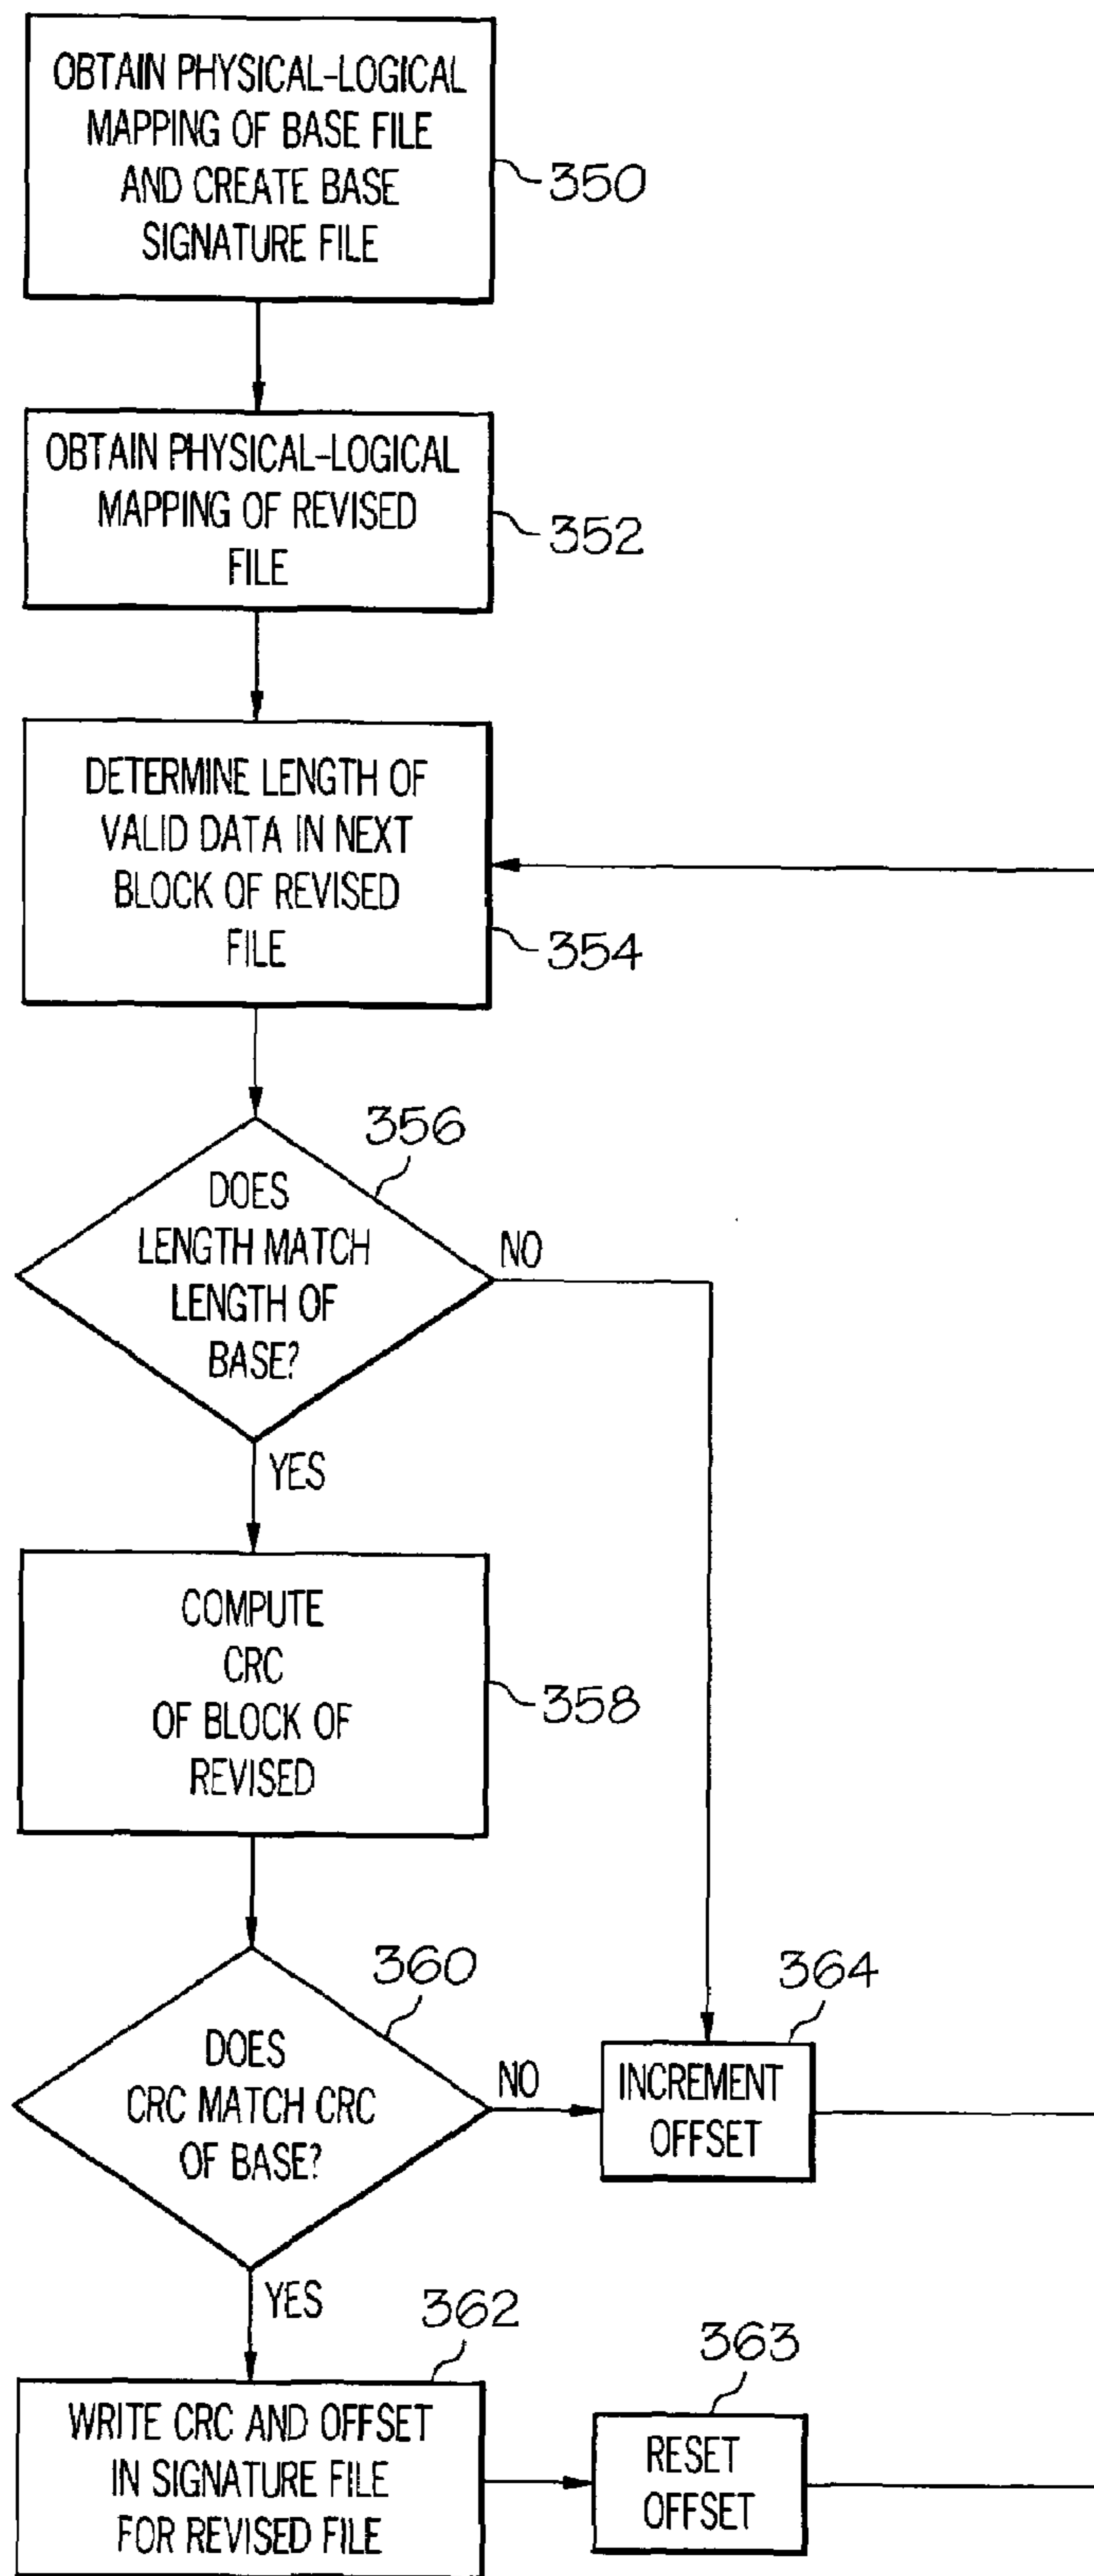 OBTAIN PHYSICAL-LOGICAL
MAPPING OF BASE FILE
AND CREATE BASE
SIGNATURE FILE
350
OBTAIN PHYSICAL-LOGICAL
MAPPING OF REVISED
FILE
352
DETERMINE LENGTH OF
VALID DATA IN NEXT
BLOCK OF REVISED
FILE
354
356
DOES
LENGTH MATCH
LENGTH OF
BASE?
NO
YES
COMPUTE
CRC
OF BLOCK OF
REVISED
358
360
DOES
CRC MATCH CRC
OF BASE?
NO
364
INCREMENT
OFFSET
YES
362
WRITE CRC AND OFFSET
IN SIGNATURE FILE
FOR REVISED FILE
363
RESET
OFFSET